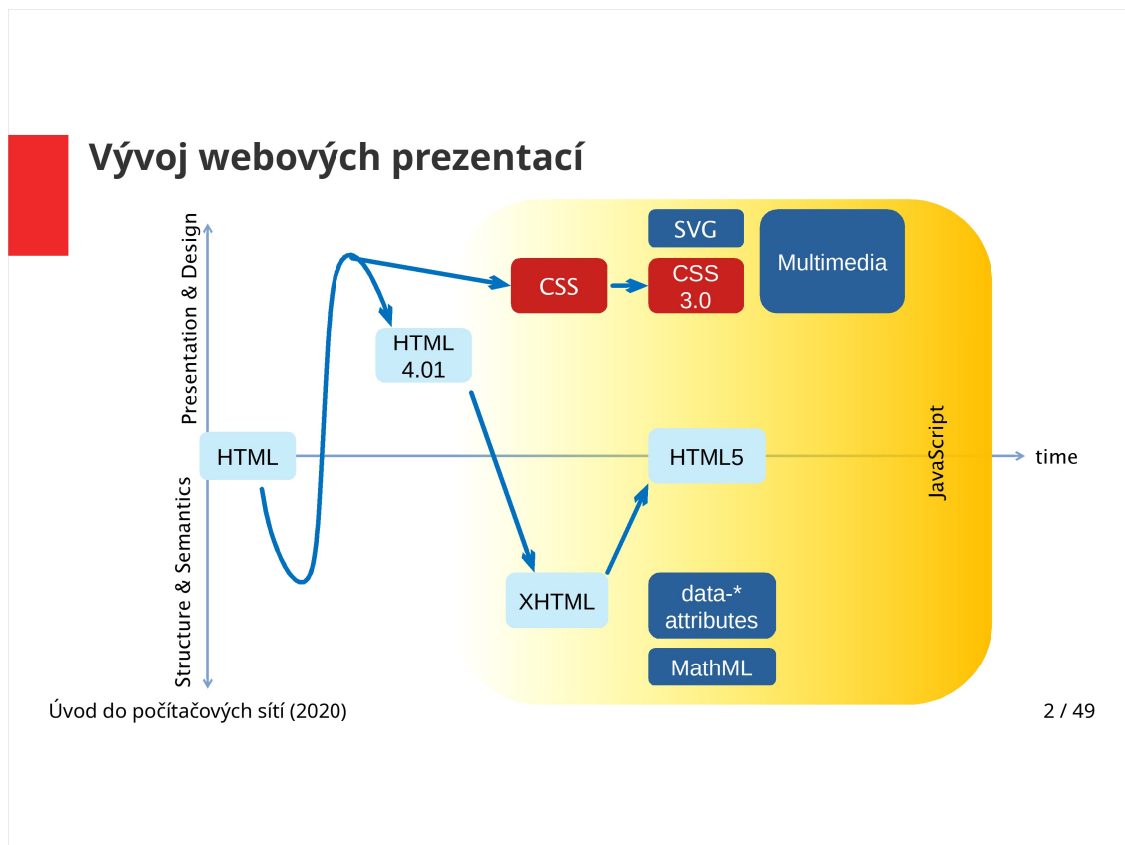 Vývoj webových prezentací
Presentation & Design
Structure & Semantics
SVG
Multimedia
CSS
CSS
3.0
HTML
4.01
HTML
HTML5
JavaScript
time
XHTML
data-*
attributes
MathML
Úvod do počítačových sítí (2020)
2 / 49